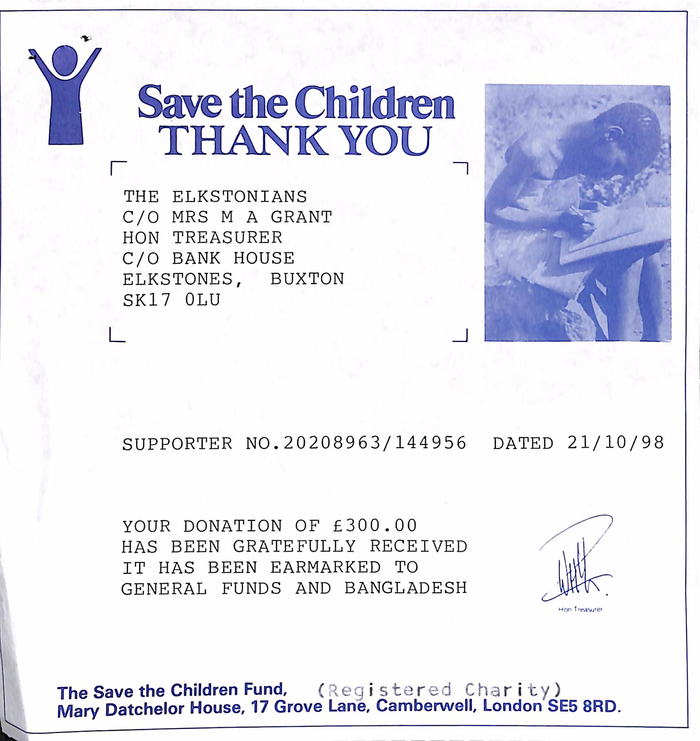 Save the Children
THANK YOU
THE ELKSTONIANS
C/O MRS M A GRANT
HON TREASURER
C/O BANK HOUSE
ELKSTONES, BUXTON
SK17 0LU
SUPPORTER NO.20208963/144956 DATED 21/10/98
YOUR DONATION OF £300.00
HAS BEEN GRATEFULLY RECEIVED
IT HAS BEEN EARMARKED TO
GENERAL FUNDS AND BANGLADESH
Hon Treasurer
The Save the Children Fund, (Registered Charity)
Mary Datchelor House, 17 Grove Lane, Camberwell, London SE5 8RD.